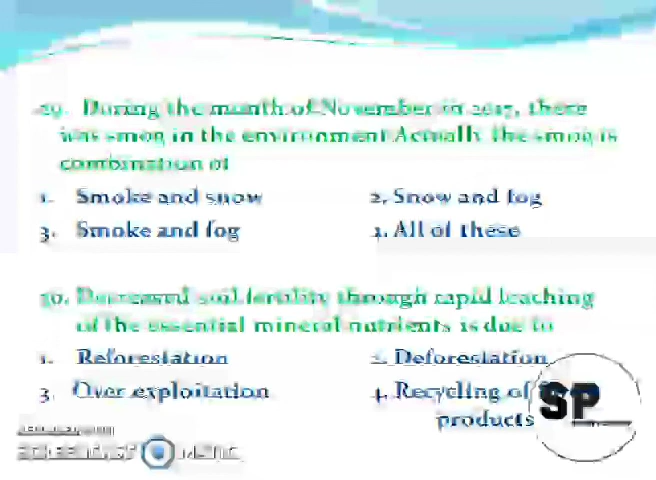 29. During the month of November in 2017, there
was smog in the environment Actually the smog is
combination of
1. Smoke and snow 2. Snow and fog
3. Smoke and fog 4. All of these
30. Decreased soil fertility through rapid leaching
of the essential mineral nutrients is due to
1. Reforestation 2. Deforestation
3. Over exploitation 4. Recycling of
products
SP